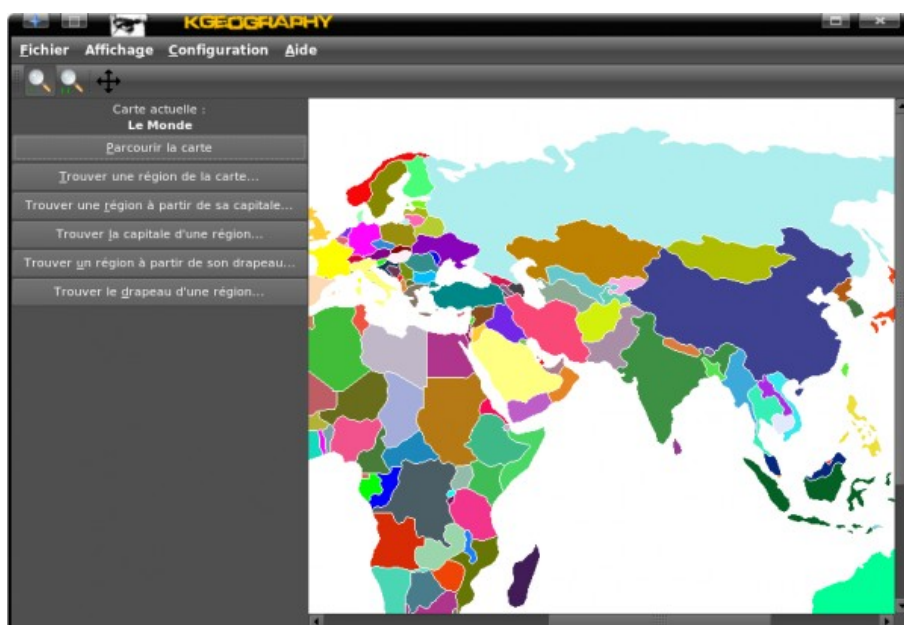 KGEOGRAPHY
Fichier Affichage Configuration Aide
Carte actuelle :
Le Monde
Parcourir la carte
Trouver une région de la carte...
Trouver une région à partir de sa capitale...
Trouver la capitale d'une région...
Trouver un région à partir de son drapeau...
Trouver le drapeau d'une région...